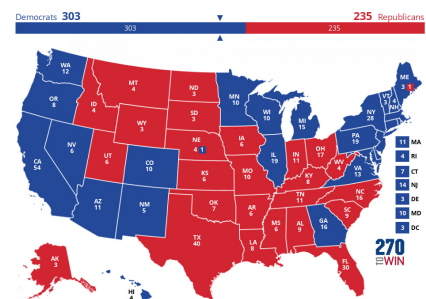 Democrats 303
235 Republicans
303
235
WA
12
OR
8
CA
54
NV
6
ID
4
MT
4
WY
3
UT
6
AZ
11
CO
10
NM
5
ND
3
SD
3
NE
4 1
KS
6
OK
7
TX
40
MN
10
IA
6
MO
10
AR
6
LA
8
WI
10
IL
19
MI
15
IN
11
OH
17
KY
8
TN
11
MS
6
AL
9
GA
16
FL
30
SC
9
NC
16
VA
13
WV
4
PA
19
NY
28
VT
3
NH
4
ME
3 1
11 MA
4 RI
7 CT
14 NJ
3 DE
10 MD
3 DC
AK
3
HI
4
270
TO WIN